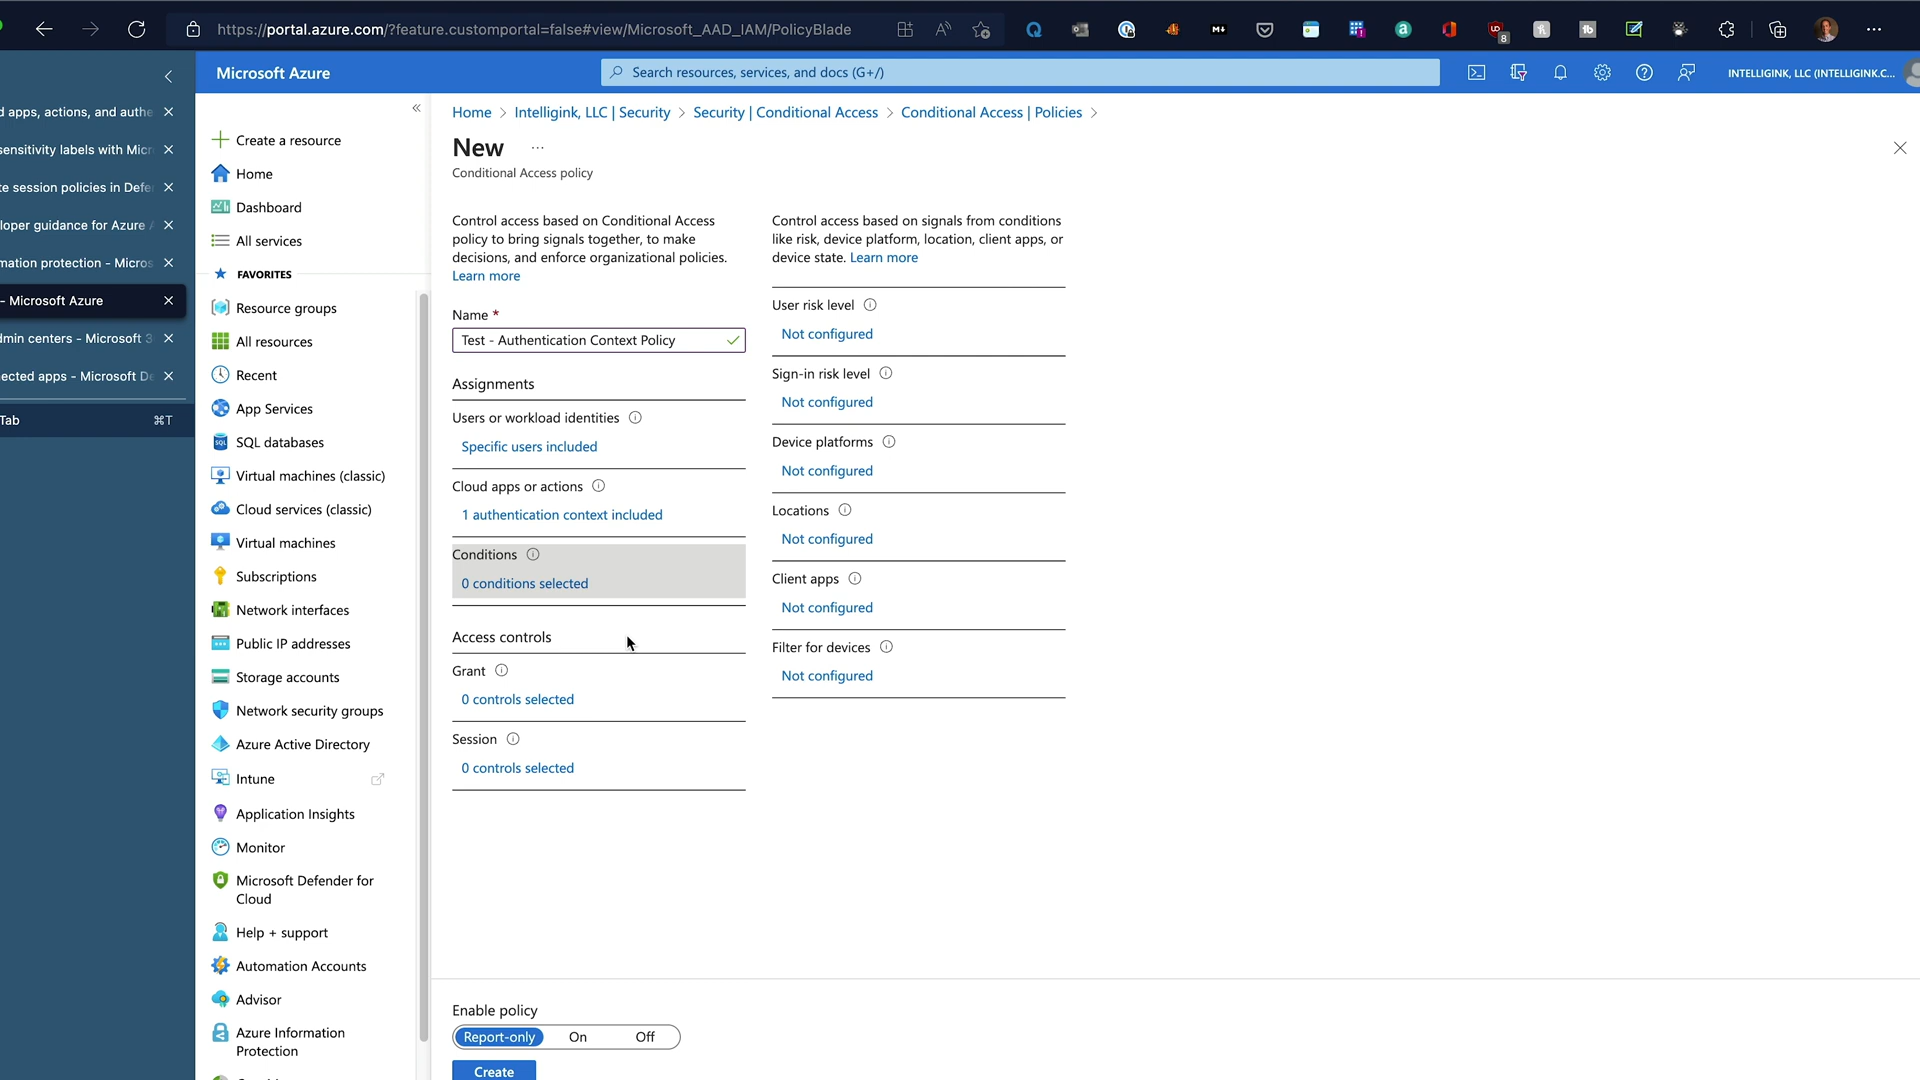 https://portal.azure.com/?feature.customportal=false#view/Microsoft_AAD_IAM/PolicyBlade
8
1
Microsoft Azure
Search resources, services, and docs (G+/)
INTELLIGINK, LLC (INTELLIGINK.C...
d apps, actions, and authe
sensitivity labels with Micr
te session policies in Defe
loper guidance for Azure A
mation protection - Micros
- Microsoft Azure
dmin centers - Microsoft 3
ected apps - Microsoft De
Tab ⌘T
Create a resource
Home
Dashboard
All services
FAVORITES
Resource groups
All resources
Recent
App Services
SQL databases
Virtual machines (classic)
Cloud services (classic)
Virtual machines
Subscriptions
Network interfaces
Public IP addresses
Storage accounts
Network security groups
Azure Active Directory
Intune
Application Insights
Monitor
Microsoft Defender for
Cloud
Help + support
Automation Accounts
Advisor
Azure Information
Protection
Home > Intelligink, LLC | Security > Security | Conditional Access > Conditional Access | Policies >
New ...
Conditional Access policy
Control access based on Conditional Access
policy to bring signals together, to make
decisions, and enforce organizational policies.
Learn more
Name *
Test - Authentication Context Policy
Assignments
Users or workload identities
Specific users included
Cloud apps or actions
1 authentication context included
Conditions
0 conditions selected
Access controls
Grant
0 controls selected
Session
0 controls selected
Control access based on signals from conditions
like risk, device platform, location, client apps, or
device state. Learn more
User risk level
Not configured
Sign-in risk level
Not configured
Device platforms
Not configured
Locations
Not configured
Client apps
Not configured
Filter for devices
Not configured
Enable policy
Report-only On Off
Create